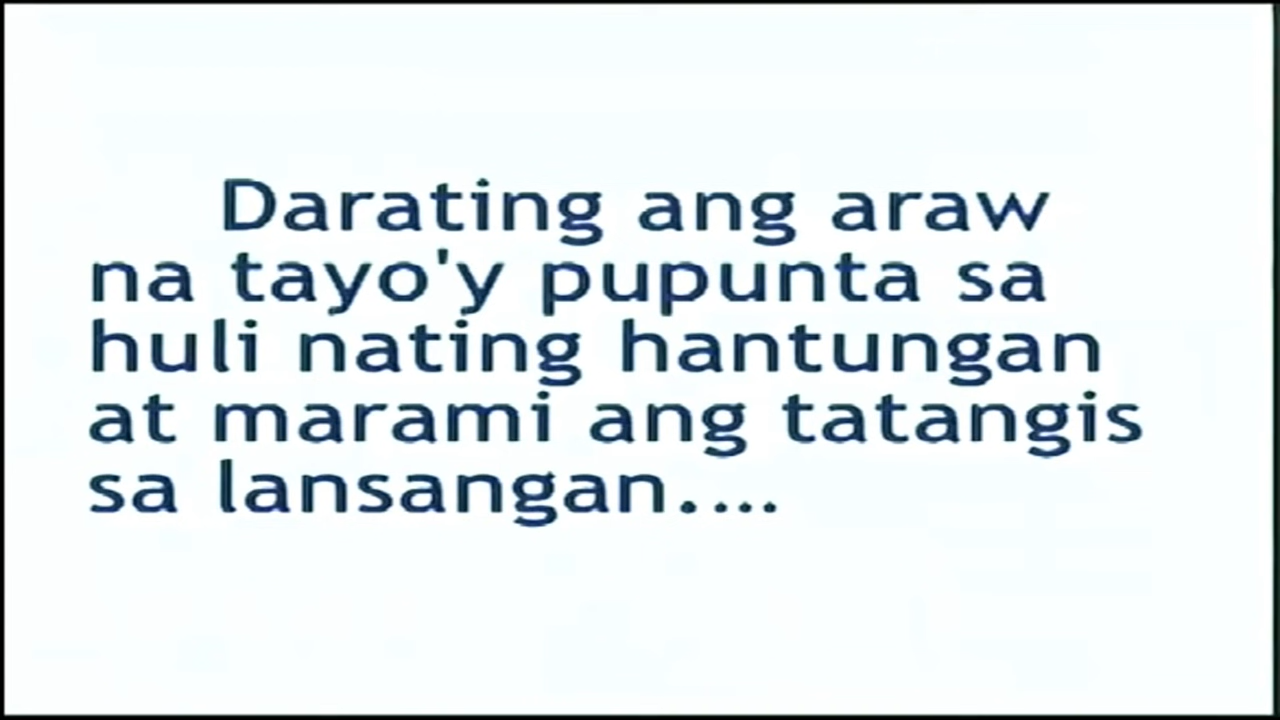 Darating ang araw
na tayo'y pupunta sa
huli nating hantungan
at marami ang tatangis
sa lansangan....